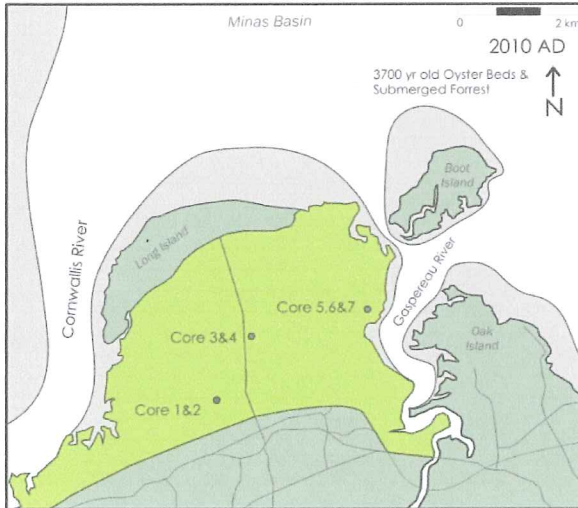 Minas Basin
0 2 km
2010 AD
3700 yr old Oyster Beds &
Submerged Forrest
N
Boot
Island
Long Island
Cornwallis River
Gaspereau River
Core 5,6&7
Oak
Island
Core 3&4
Core 1&2